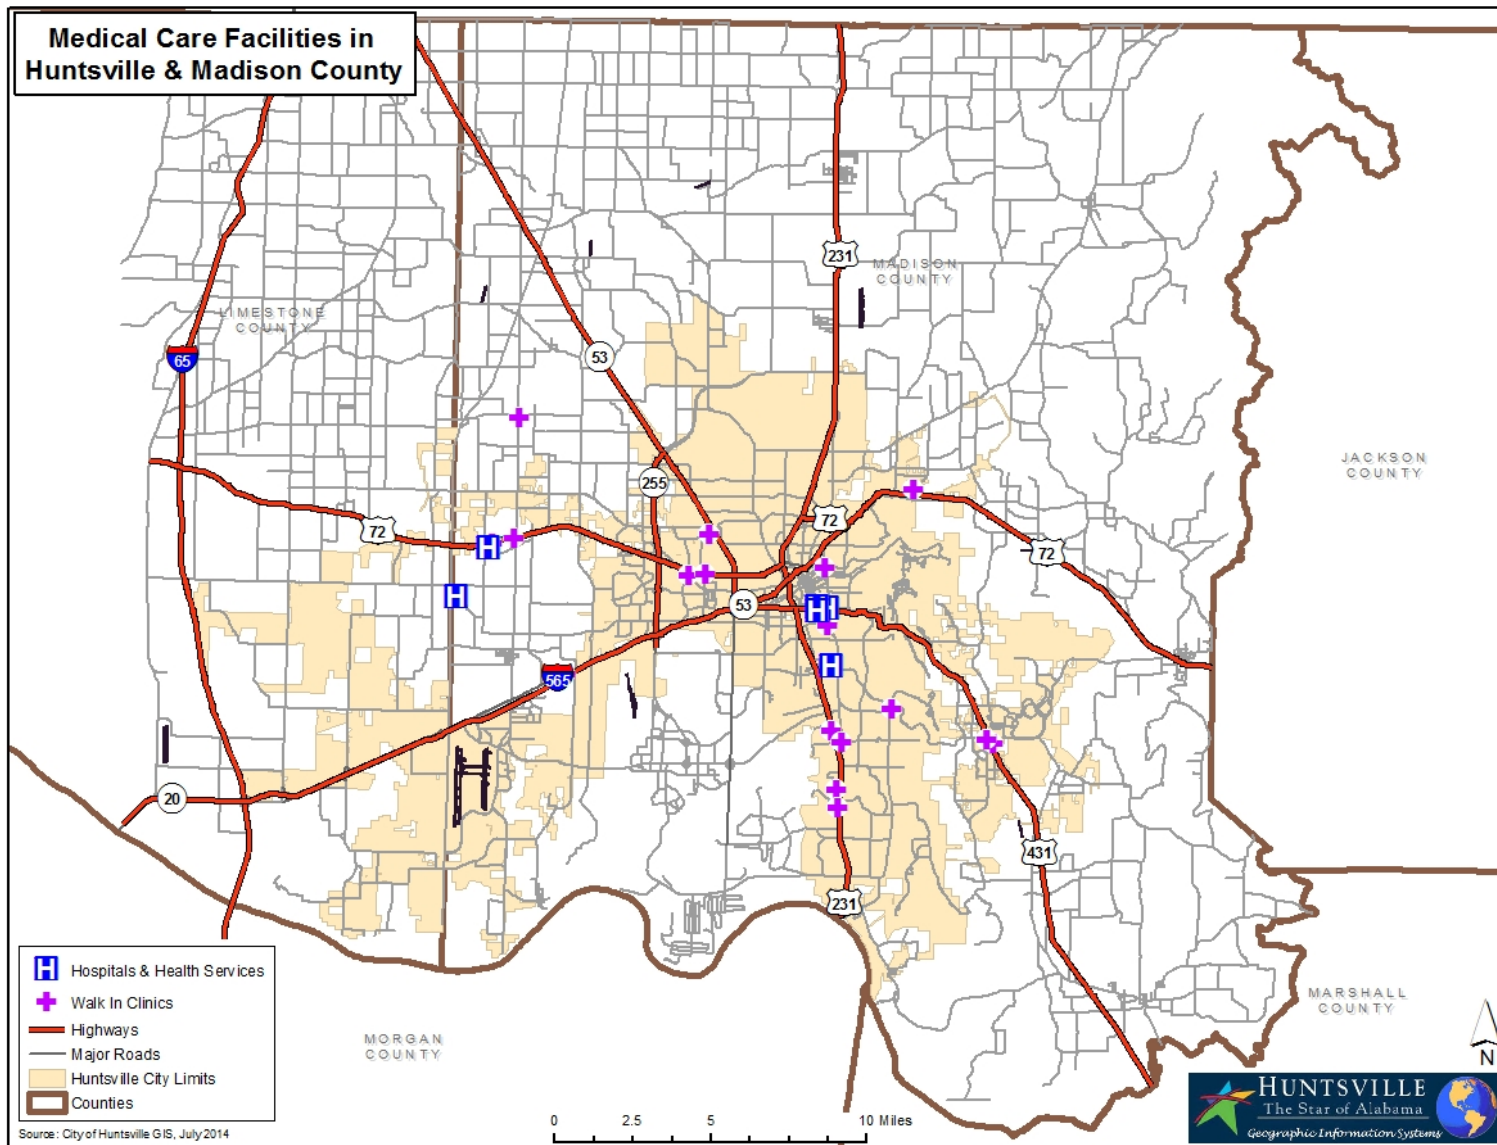 Medical Care Facilities in
Huntsville & Madison County
231
MADISON
COUNTY
LIMESTONE
COUNTY
65
53
JACKSON
COUNTY
255
72
72
72
53
565
20
431
231
H Hospitals & Health Services
Walk In Clinics
Highways
Major Roads
Huntsville City Limits
Counties
Source: City of Huntsville GIS, July 2014
MORGAN
COUNTY
MARSHALL
COUNTY
N
0 2.5 5 10 Miles
HUNTSVILLE
The Star of Alabama
Geographic Information Systems
H
H
H
H
H